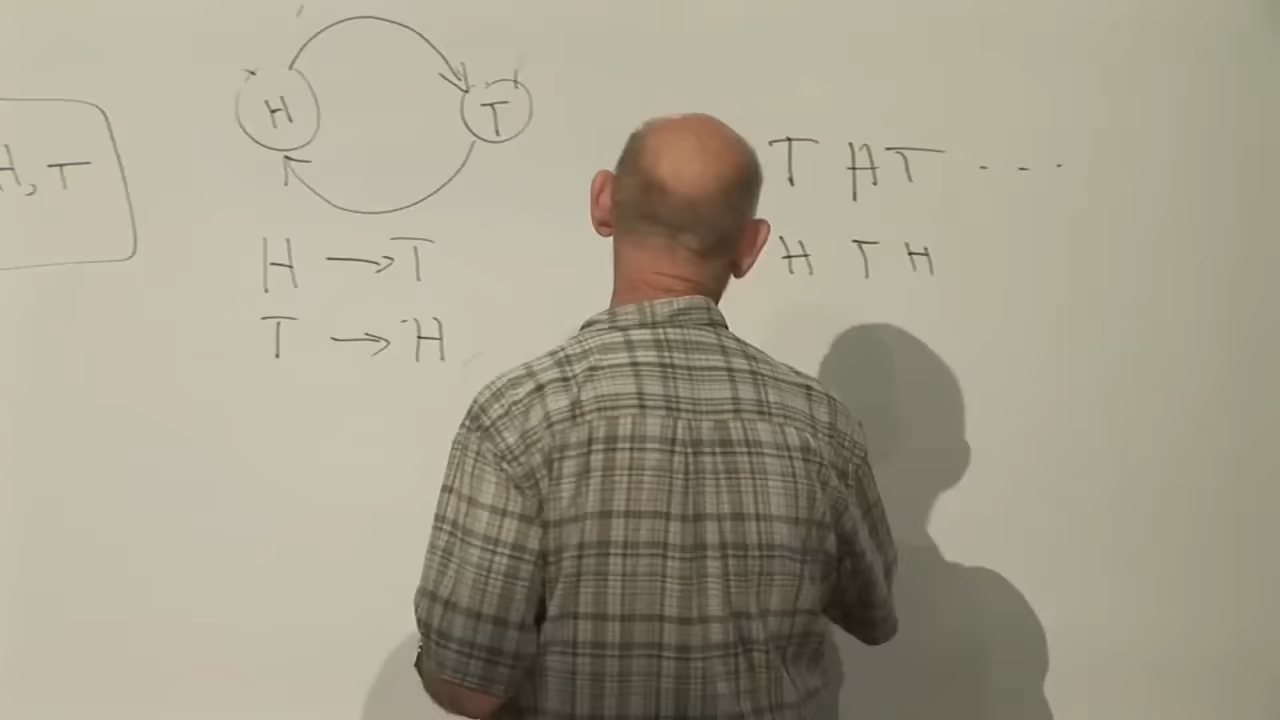 H, T
H
T
H → T
T → H
T H T ...
H T H